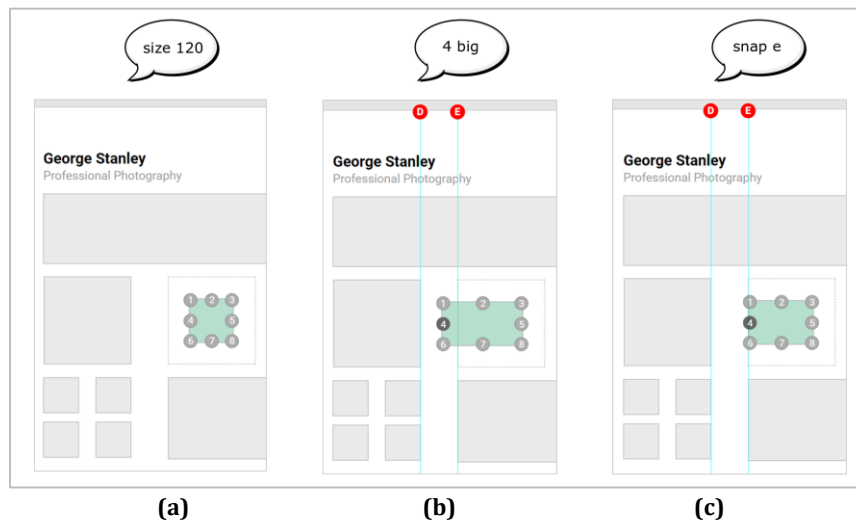 size 120
4 big
snap e
D E
D E
George Stanley
Professional Photography
George Stanley
Professional Photography
George Stanley
Professional Photography
1 2 3
4 5
6 7 8
1 2 3
4 5
6 7 8
1 2 3
4 5
6 7 8
(a)
(b)
(c)